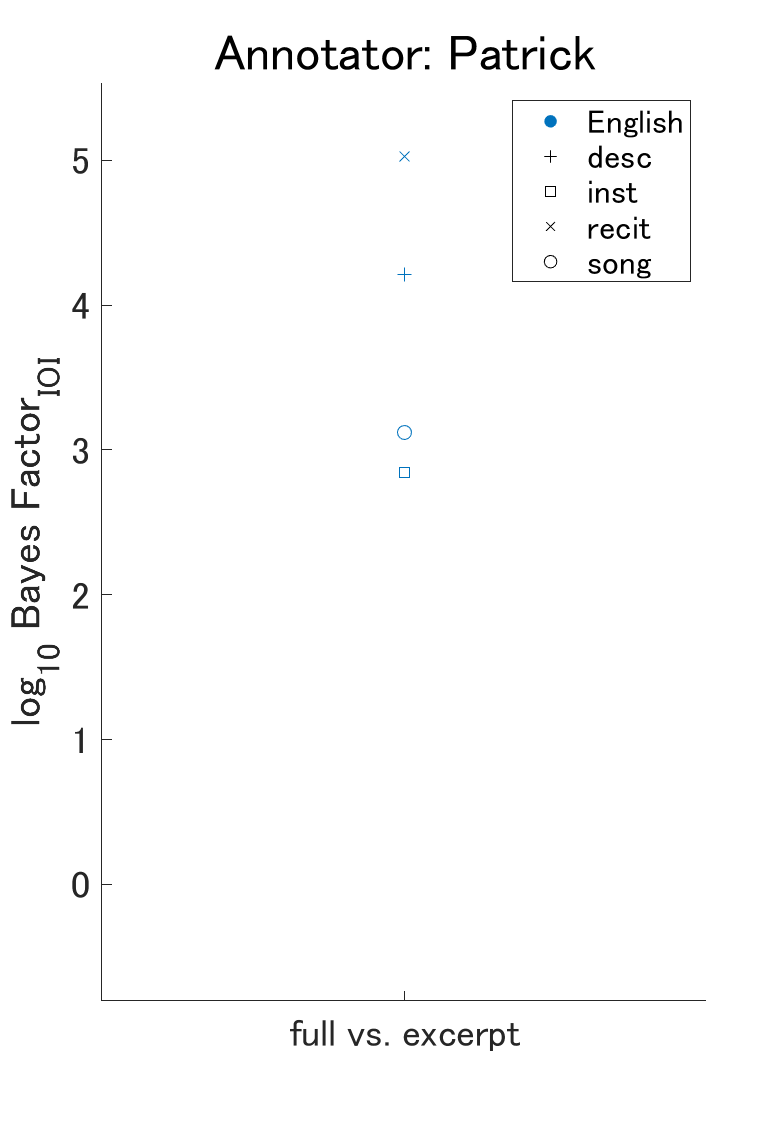 Annotator: Patrick
English
desc
inst
recit
song
5
4
3
2
1
0
log10 Bayes FactorIOI
full vs. excerpt